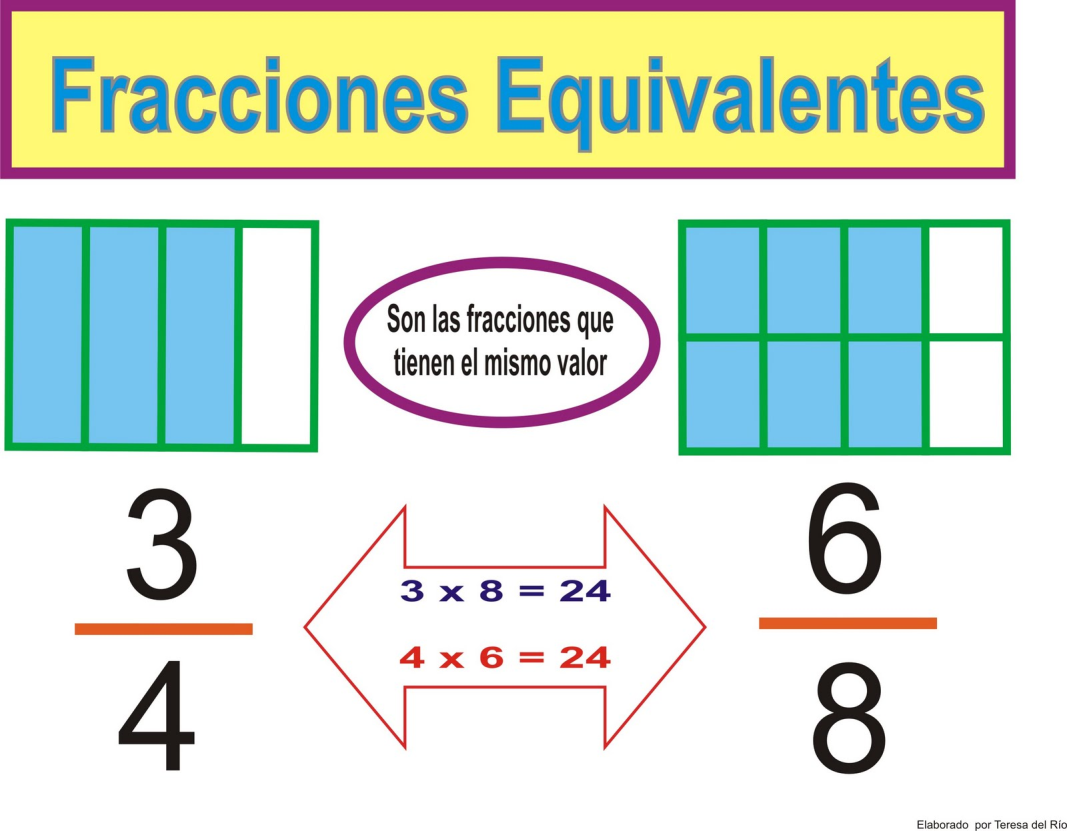 Fracciones Equivalentes
Son las fracciones que
tienen el mismo valor
3
4
3 x 8 = 24
4 x 6 = 24
6
8
Elaborado por Teresa del Río